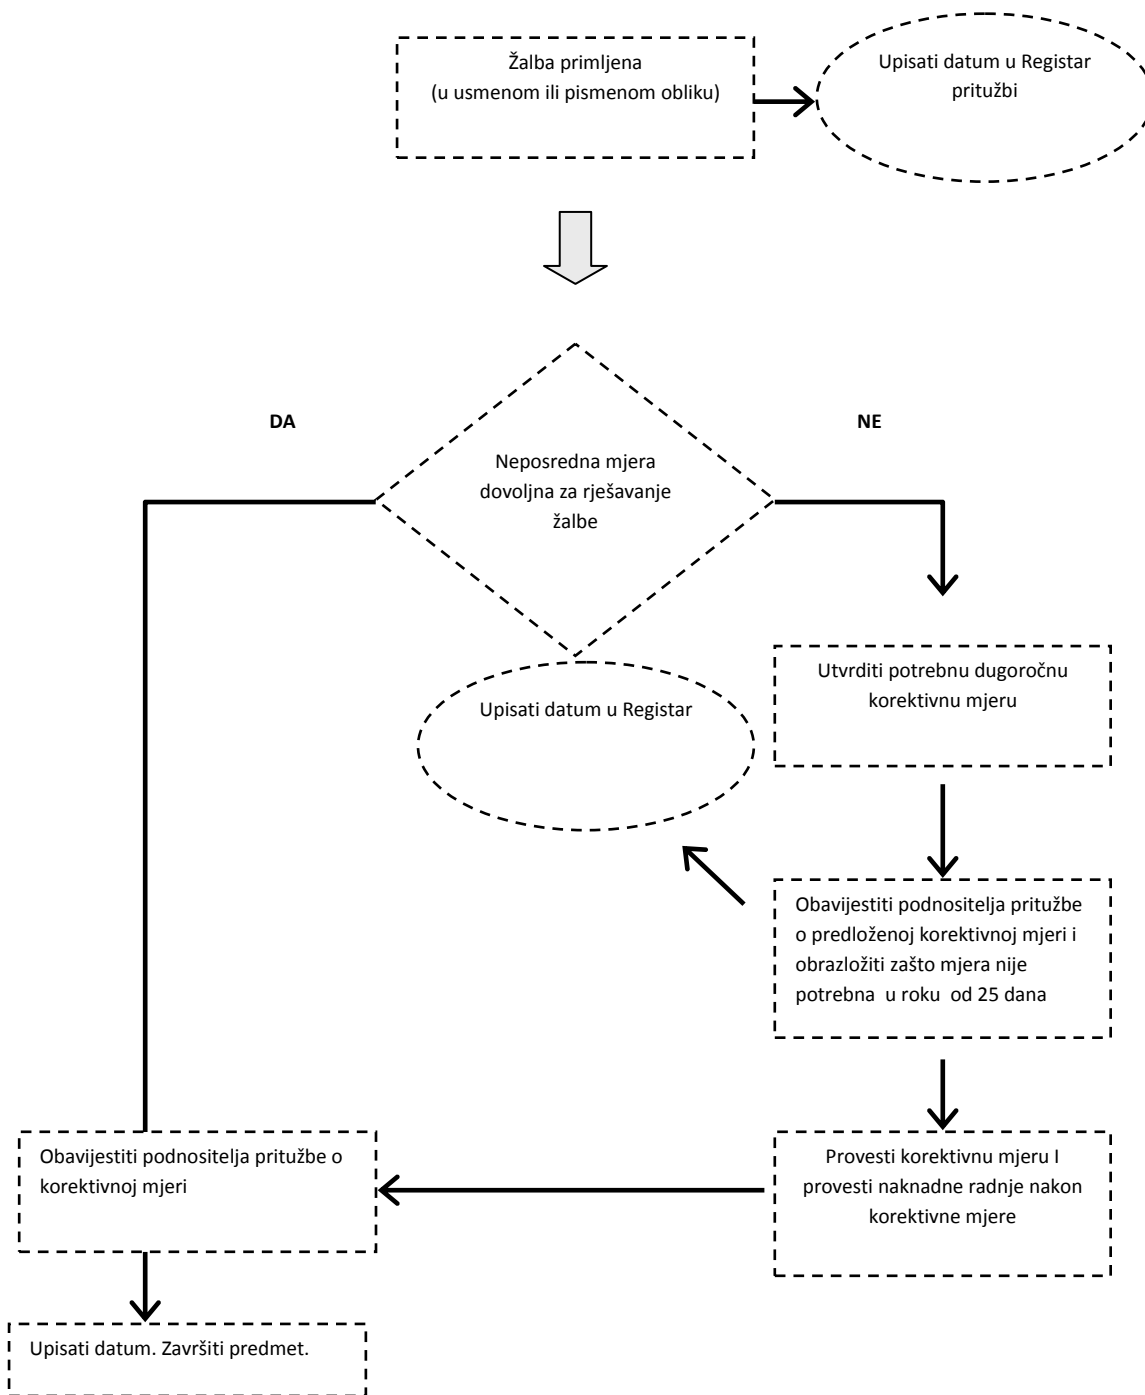 Žalba primljena
(u usmenom ili pismenom obliku)
Upisati datum u Registar
pritužbi
DA
NE
Neposredna mjera
dovoljna za rješavanje
žalbe
Utvrditi potrebnu dugoročnu
korektivnu mjeru
Upisati datum u Registar
Obavijestiti podnositelja pritužbe
o predloženoj korektivnoj mjeri i
obrazložiti zašto mjera nije
potrebna u roku od 25 dana
Provesti korektivnu mjeru I
provesti naknadne radnje nakon
korektivne mjere
Obavijestiti podnositelja pritužbe o
korektivnoj mjeri
Upisati datum. Završiti predmet.